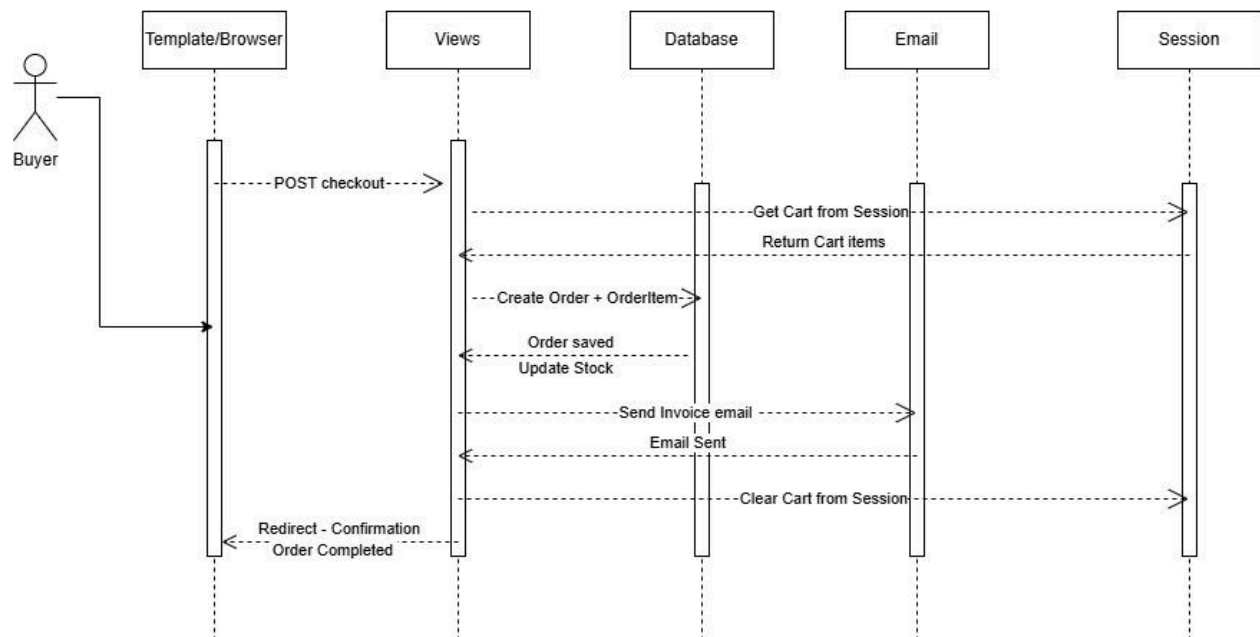 Template/Browser
Views
Database
Email
Session
Buyer
POST checkout
Get Cart from Session
Return Cart items
Create Order + OrderItem
Order saved
Update Stock
Send Invoice email
Email Sent
Clear Cart from Session
Redirect - Confirmation
Order Completed